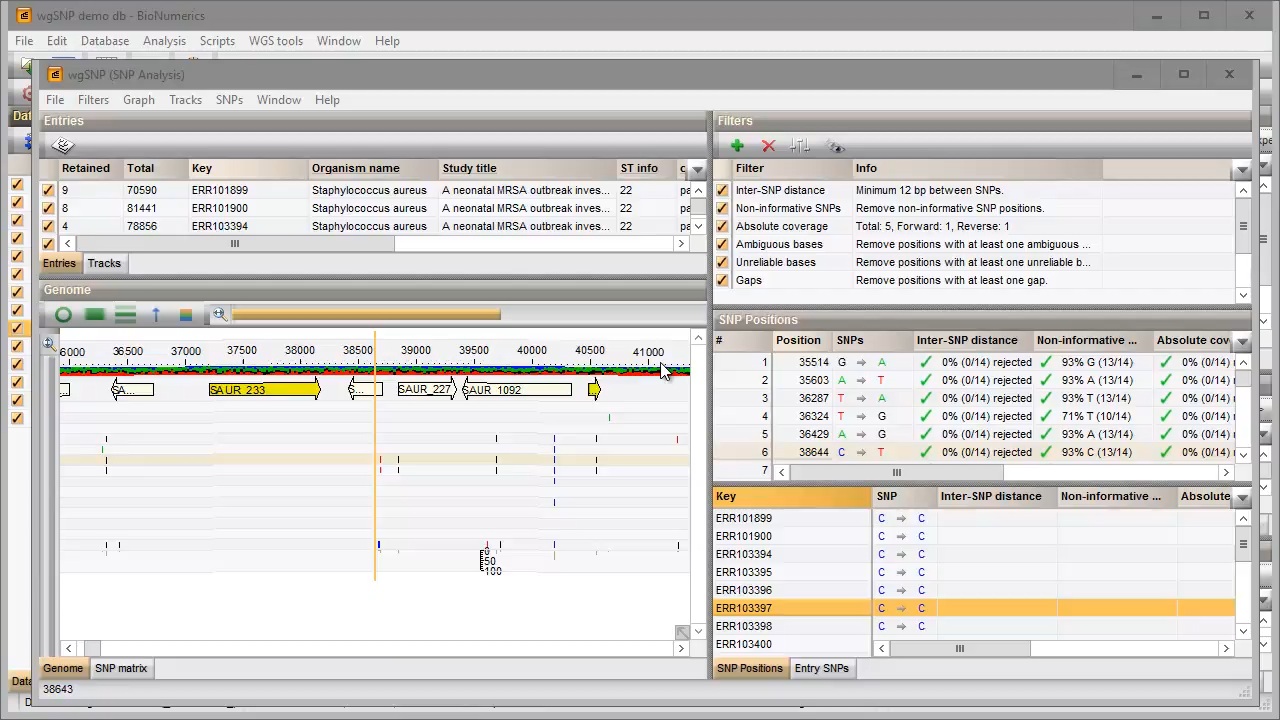 wgSNP demo db - BioNumerics
File Edit Database Analysis Scripts WGS tools Window Help
wgSNP (SNP Analysis)
File Filters Graph Tracks SNPs Window Help
Entries
Retained Total Key Organism name Study title ST info
9 70590 ERR101899 Staphylococcus aureus A neonatal MRSA outbreak inves... 22
8 81441 ERR101900 Staphylococcus aureus A neonatal MRSA outbreak inves... 22
4 78856 ERR103394 Staphylococcus aureus A neonatal MRSA outbreak inves... 22
Entries Tracks
Filters
Filter Info
Inter-SNP distance Minimum 12 bp between SNPs.
Non-informative SNPs Remove non-informative SNP positions.
Absolute coverage Total: 5, Forward: 1, Reverse: 1
Ambiguous bases Remove positions with at least one ambiguous ...
Unreliable bases Remove positions with at least one unreliable b...
Gaps Remove positions with at least one gap.
Genome
36500 37000 37500 38000 38500 39000 39500 40000 40500 41000
SA... SAUR_233 S... SAUR_227 SAUR_1092
0
50
100
Genome SNP matrix
38643
SNP Positions
# Position SNPs Inter-SNP distance Non-informative SNPs Absolute cov
1 35514 G ⇒ A 0% (0/14) rejected 93% G (13/14) 0% (0/14)
2 35603 A ⇒ T 0% (0/14) rejected 93% A (13/14) 0% (0/14)
3 36287 T ⇒ A 0% (0/14) rejected 93% T (13/14) 0% (0/14)
4 36324 T ⇒ G 0% (0/14) rejected 71% T (10/14) 0% (0/14)
5 36429 A ⇒ G 0% (0/14) rejected 93% A (13/14) 0% (0/14)
6 38644 C ⇒ T 0% (0/14) rejected 93% C (13/14) 0% (0/14)
7
Key SNP Inter-SNP distance Non-informative ... Absolute
ERR101899 C ⇒ C
ERR101900 C ⇒ C
ERR103394 C ⇒ C
ERR103395 C ⇒ C
ERR103396 C ⇒ C
ERR103397 C ⇒ C
ERR103398 C ⇒ C
ERR103400
SNP Positions Entry SNPs